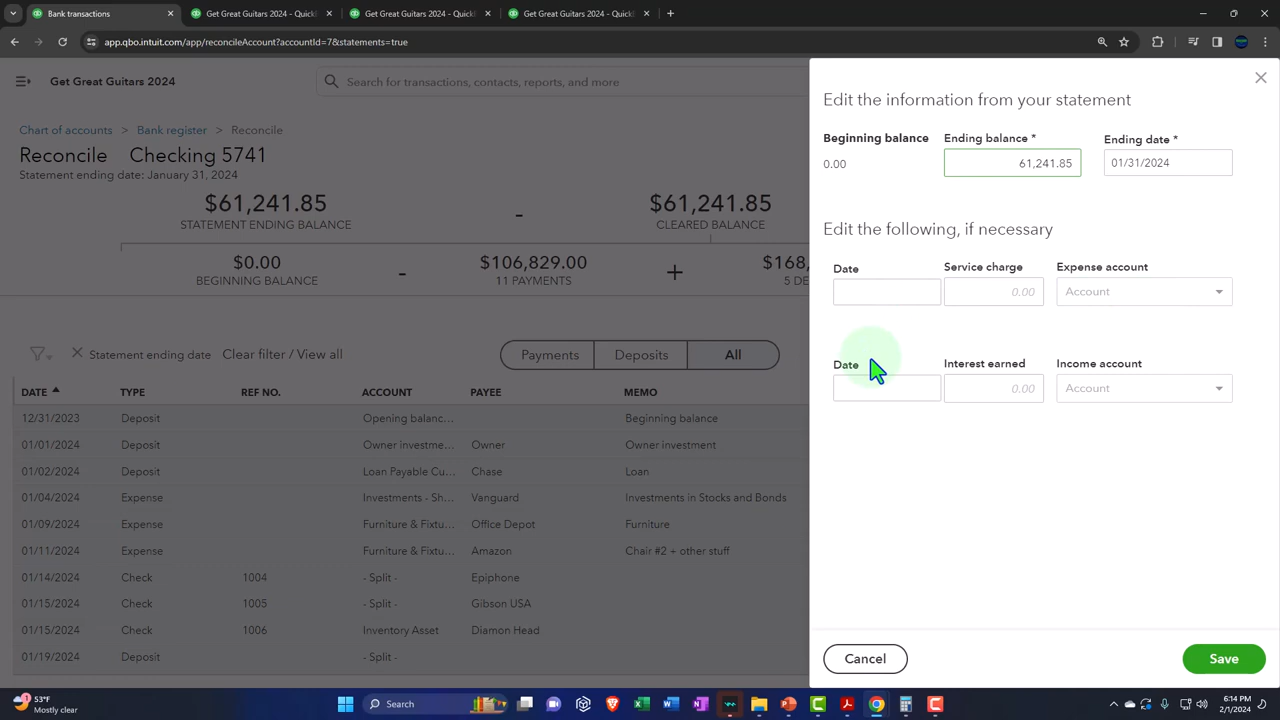 Bank transactions
Get Great Guitars 2024 - Quick
Get Great Guitars 2024 - Quick
Get Great Guitars 2024 - Quick
app.qbo.intuit.com/app/reconcileAccount?accountId=7&statements=true
Get Great Guitars 2024
Search for transactions, contacts, reports, and more
Chart of accounts > Bank register > Reconcile
Reconcile Checking 5741
Statement ending date: January 31, 2024
$61,241.85 - $61,241.85
STATEMENT ENDING BALANCE CLEARED BALANCE
$0.00 - $106,829.00 + $168,
BEGINNING BALANCE 11 PAYMENTS 5 DE
Statement ending date Clear filter / View all Payments Deposits All
DATE TYPE REF NO. ACCOUNT PAYEE MEMO
12/31/2023 Deposit Opening balanc... Beginning balance
01/01/2024 Deposit Owner investme... Owner Owner investment
01/02/2024 Deposit Loan Payable Cu... Chase Loan
01/04/2024 Expense Investments - Sh... Vanguard Investments in Stocks and Bonds
01/09/2024 Expense Furniture & Fixtu... Office Depot Furniture
01/11/2024 Expense Furniture & Fixtu... Amazon Chair #2 + other stuff
01/14/2024 Check 1004 - Split - Epiphone
01/15/2024 Check 1005 - Split - Gibson USA
01/15/2024 Check 1006 Inventory Asset Diamon Head
01/19/2024 Deposit - Split -
Edit the information from your statement
Beginning balance Ending balance * Ending date *
0.00 61,241.85 01/31/2024
Edit the following, if necessary
Date Service charge Expense account
0.00 Account
Date Interest earned Income account
0.00 Account
Cancel Save
53°F
Mostly clear
Search
6:14 PM
2/1/2024